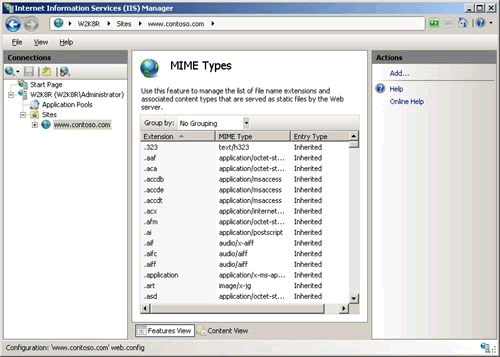 Internet Information Services (IIS) Manager
W2K8R
Sites
www.contoso.com
File View Help
Connections
Start Page
W2K8R (W2K8R\Administrator)
Application Pools
Sites
www.contoso.com
MIME Types
Use this feature to manage the list of file name extensions and
associated content types that are served as static files by the Web
server.
Group by: No Grouping
Extension MIME Type Entry Type
.323 text/h323 Inherited
.aaf application/octet-st... Inherited
.aca application/octet-st... Inherited
.accdb application/msaccess Inherited
.accde application/msaccess Inherited
.accdt application/msaccess Inherited
.acx application/internet... Inherited
.afm application/octet-st... Inherited
.ai application/postscript Inherited
.aif audio/x-aiff Inherited
.aifc audio/aiff Inherited
.aiff audio/aiff Inherited
.application application/x-ms-ap... Inherited
.art image/x-jg Inherited
.asd application/octet-st... Inherited
Features View Content View
Actions
Add...
Help
Online Help
Configuration: 'www.contoso.com' web.config